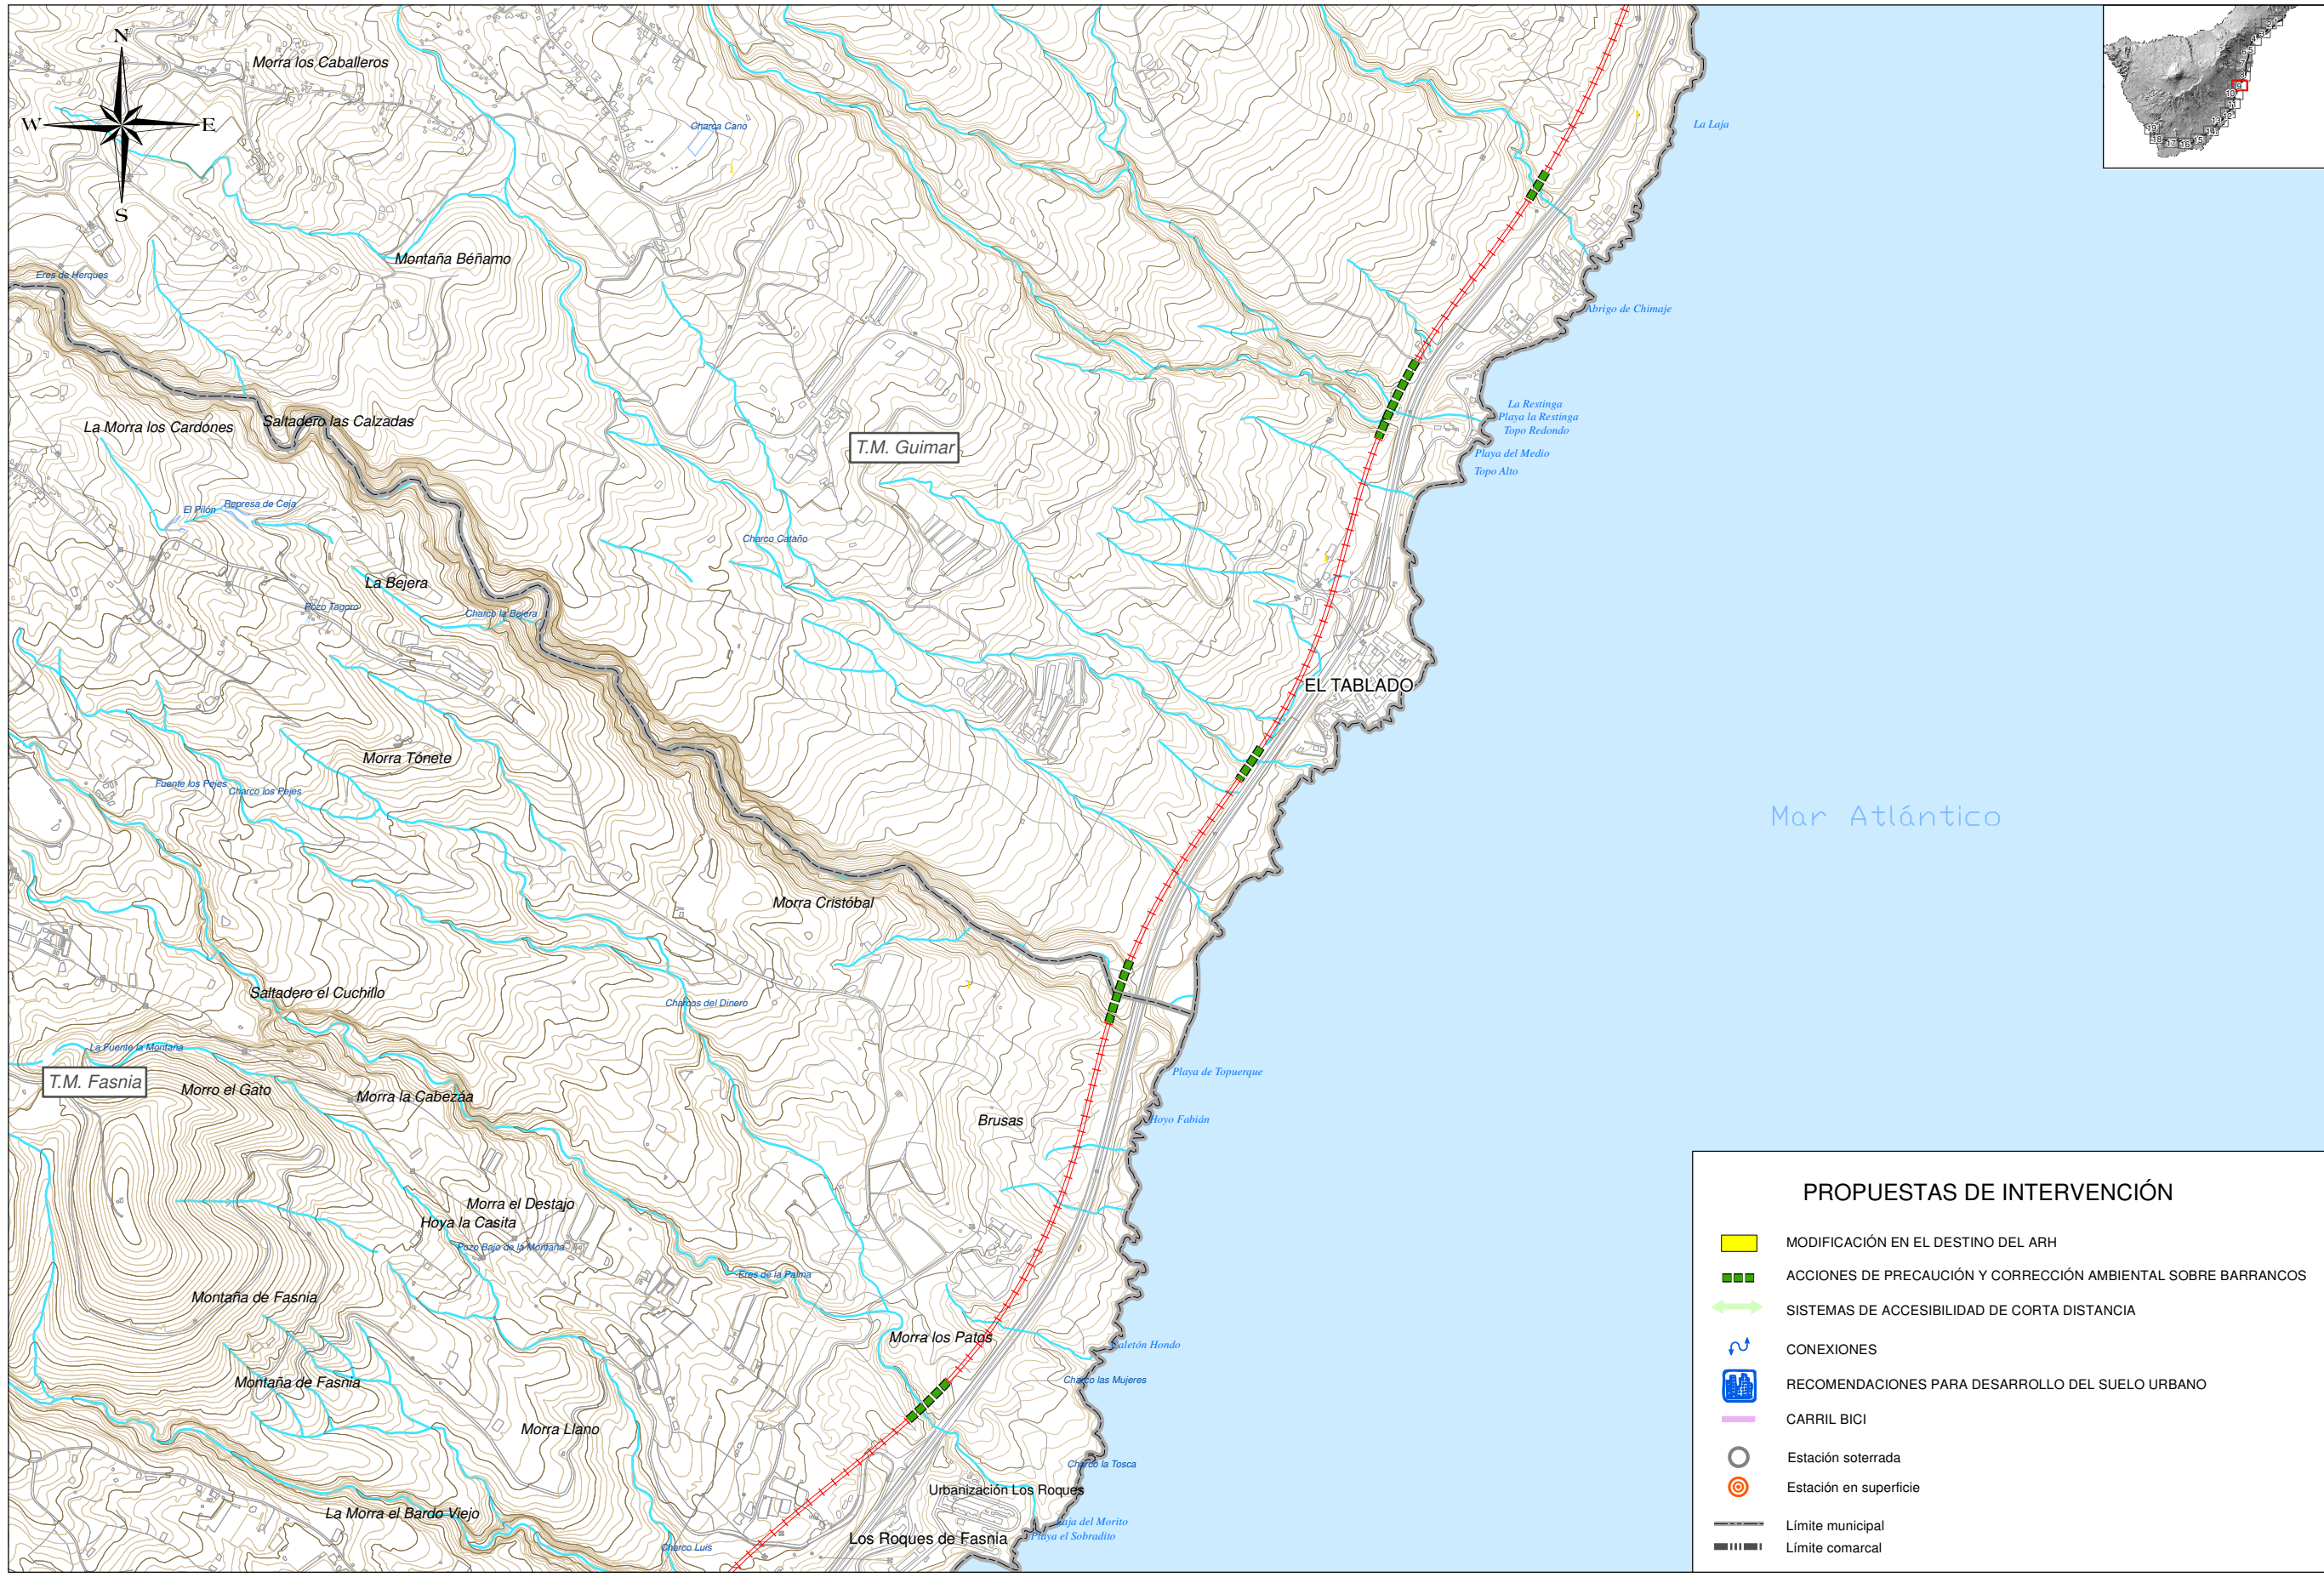 N
W
E
S
Morra los Caballeros
Charca Cano
La Laja
Eres de Herques
Montaña Béñamo
Abrigo de Chimaje
La Morra los Cardones
Saltadero las Calzadas
T.M. Guimar
La Restinga
Playa la Restinga
Topo Redondo
Playa del Medio
Topo Alto
El Pilón
Represa de Ceja
Charco Cataño
La Bejera
Pozo Tagoro
Charco la Bejera
EL TABLADO
Morra Tónete
Fuente los Pejes
Charco los Pejes
Mar Atlántico
Morra Cristóbal
Saltadero el Cuchillo
Charcos del Dinero
La Fuente la Montaña
T.M. Fasnia
Morro el Gato
Morra la Cabezáa
Playa de Topuerque
Brusas
Hoyo Fabián
Morra el Destajo
Hoya la Casita
Pozo Bajo de la Montaña
Eres de la Palma
Montaña de Fasnia
Morra los Patos
Caletón Hondo
Montaña de Fasnia
Charco las Mujeres
Morra Llano
Charco la Tosca
Urbanización Los Roques
La Morra el Bardo Viejo
Laja del Morito
Playa el Sobradito
Los Roques de Fasnia
Charco Luis
PROPUESTAS DE INTERVENCIÓN
MODIFICACIÓN EN EL DESTINO DEL ARH
ACCIONES DE PRECAUCIÓN Y CORRECCIÓN AMBIENTAL SOBRE BARRANCOS
SISTEMAS DE ACCESIBILIDAD DE CORTA DISTANCIA
CONEXIONES
RECOMENDACIONES PARA DESARROLLO DEL SUELO URBANO
CARRIL BICI
Estación soterrada
Estación en superficie
Límite municipal
Límite comarcal